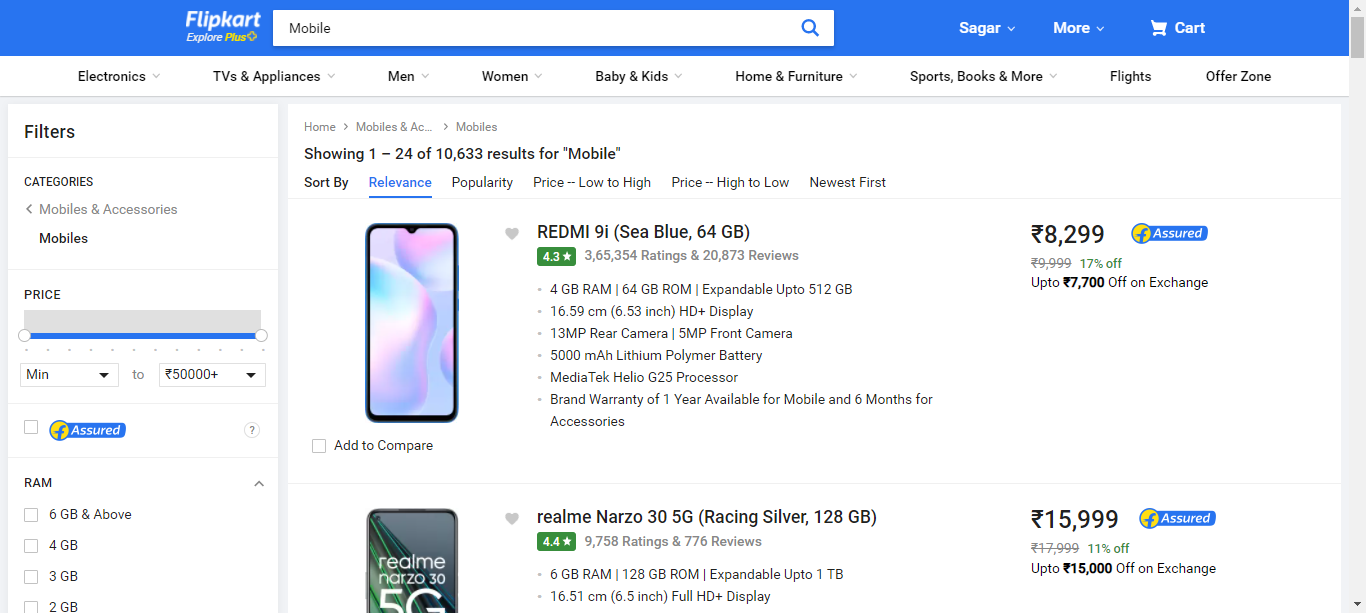 Flipkart
Explore Plus
Mobile
Sagar
More
Cart
Electronics
TVs & Appliances
Men
Women
Baby & Kids
Home & Furniture
Sports, Books & More
Flights
Offer Zone
Filters
CATEGORIES
Mobiles & Accessories
Mobiles
PRICE
Min
to
₹50000+
Assured
?
RAM
6 GB & Above
4 GB
3 GB
2 GB
Home > Mobiles & Ac... > Mobiles
Showing 1 – 24 of 10,633 results for "Mobile"
Sort By Relevance Popularity Price -- Low to High Price -- High to Low Newest First
REDMI 9i (Sea Blue, 64 GB)
4.3 ★ 3,65,354 Ratings & 20,873 Reviews
4 GB RAM | 64 GB ROM | Expandable Upto 512 GB
16.59 cm (6.53 inch) HD+ Display
13MP Rear Camera | 5MP Front Camera
5000 mAh Lithium Polymer Battery
MediaTek Helio G25 Processor
Brand Warranty of 1 Year Available for Mobile and 6 Months for
Accessories
₹8,299 Assured
₹9,999 17% off
Upto ₹7,700 Off on Exchange
Add to Compare
realme
narzo 30
5G
realme Narzo 30 5G (Racing Silver, 128 GB)
4.4 ★ 9,758 Ratings & 776 Reviews
6 GB RAM | 128 GB ROM | Expandable Upto 1 TB
16.51 cm (6.5 inch) Full HD+ Display
₹15,999 Assured
₹17,999 11% off
Upto ₹15,000 Off on Exchange